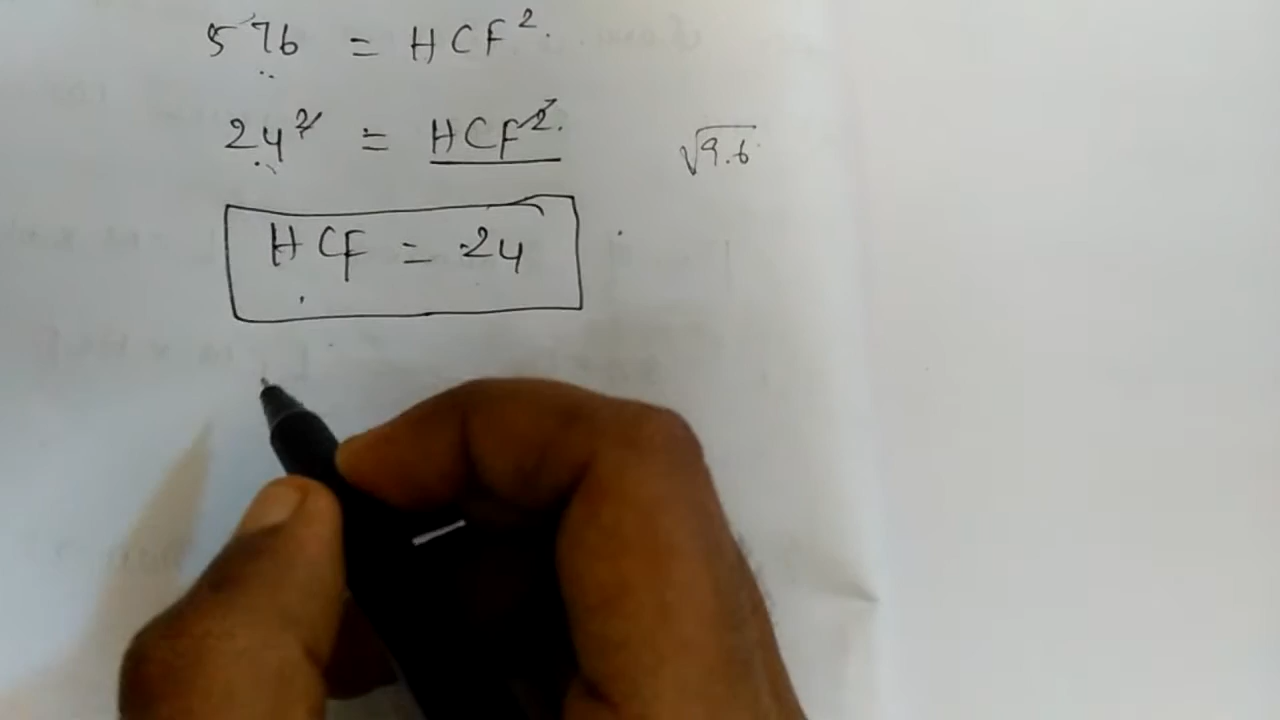 576 = HCF².
24² = HCF².
√9.6
HCF = 24